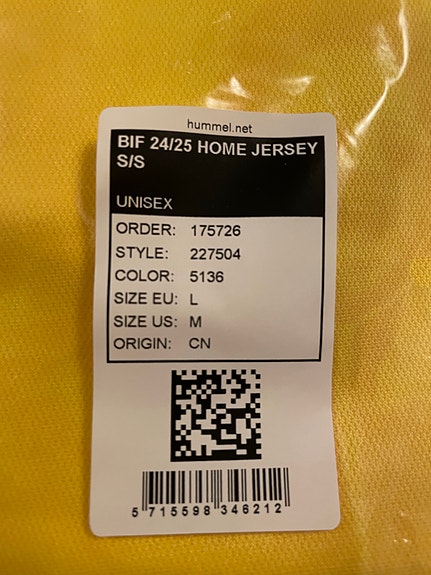 hummel.net
BIF 24/25 HOME JERSEY
S/S
UNISEX
ORDER: 175726
STYLE: 227504
COLOR: 5136
SIZE EU: L
SIZE US: M
ORIGIN: CN
5 715598 346212